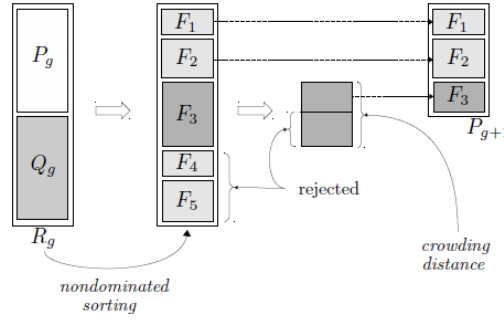 P_g
Q_g
R_g
nondominated
sorting
F_1
F_2
F_3
F_4
F_5
rejected
F_1
F_2
F_3
P_{g+1}
crowding
distance